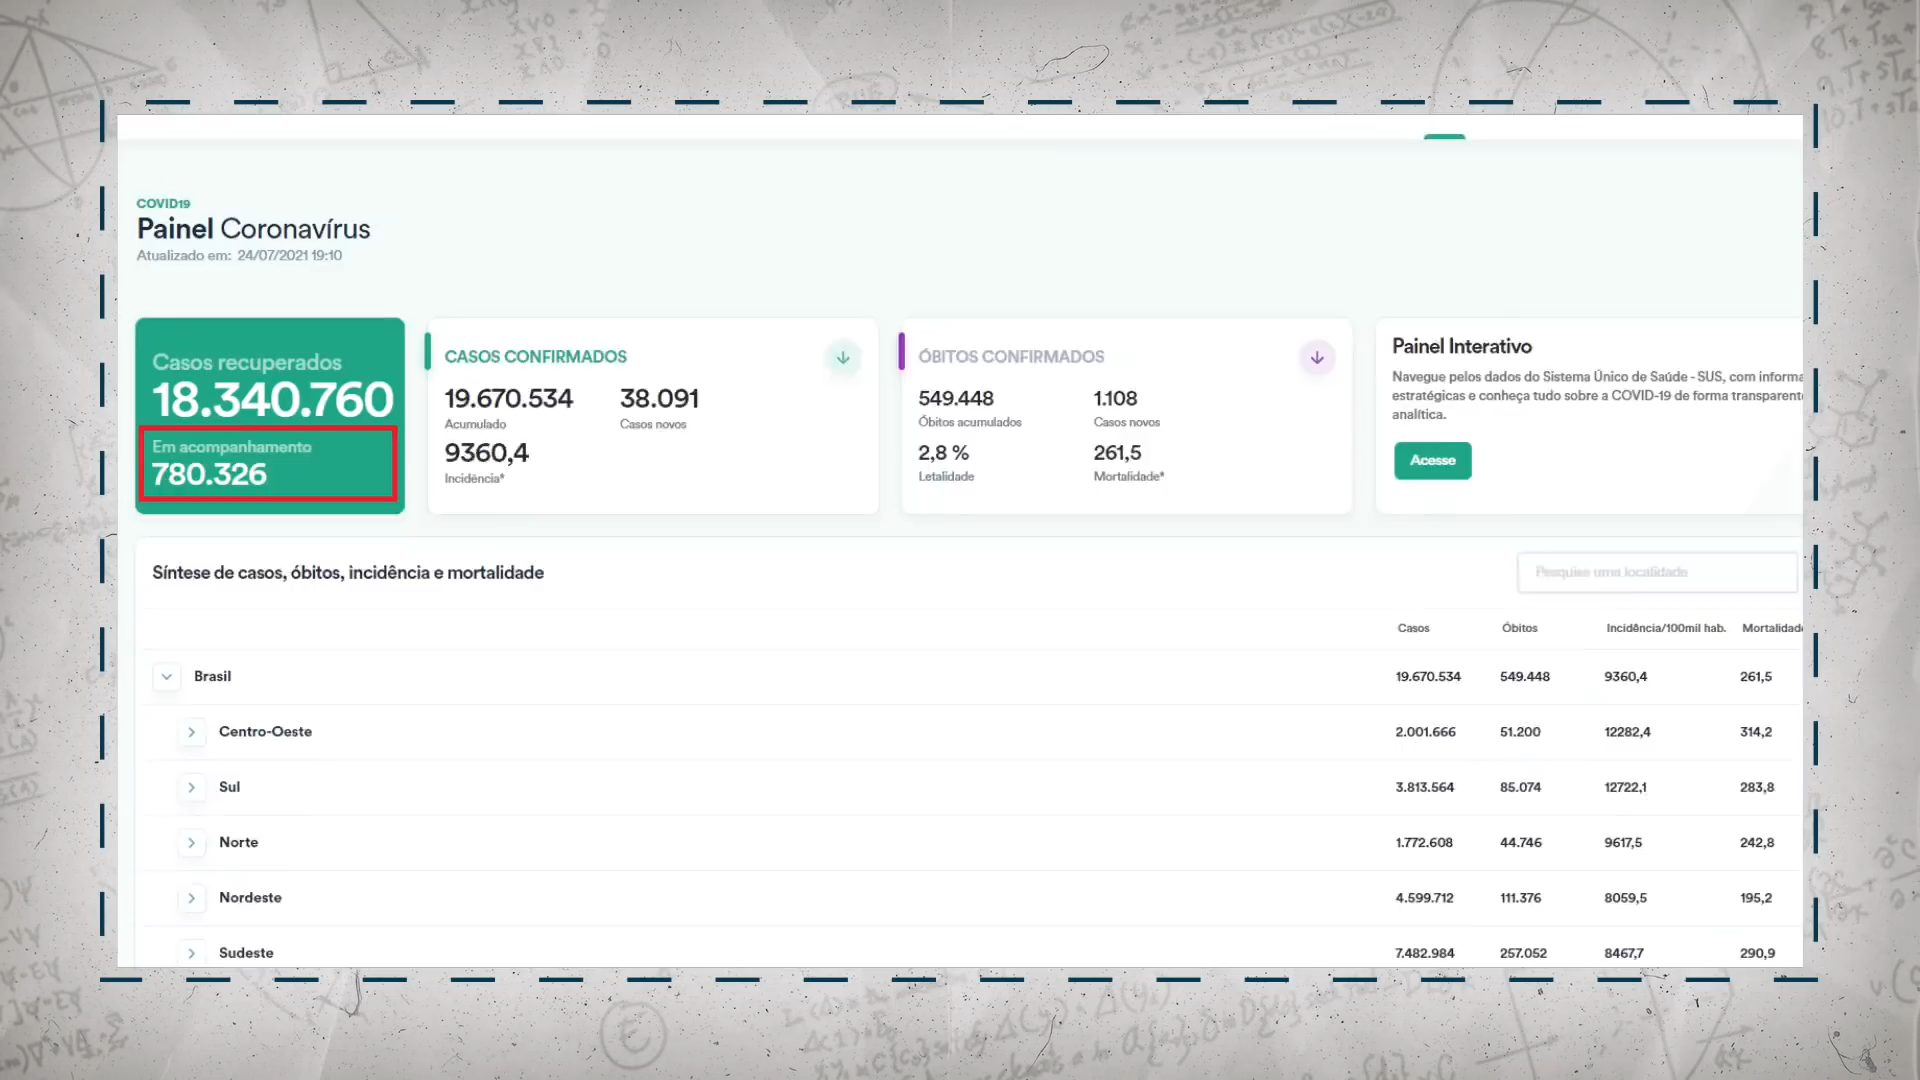 COVID19
Painel Coronavírus
Atualizado em: 24/07/2021 19:10
Casos recuperados
18.340.760
Em acompanhamento
780.326
CASOS CONFIRMADOS
19.670.534 38.091
Acumulado Casos novos
9360,4
Incidência*
ÓBITOS CONFIRMADOS
549.448 1.108
Óbitos acumulados Casos novos
2,8 % 261,5
Letalidade Mortalidade*
Painel Interativo
Navegue pelos dados do Sistema Único de Saúde - SUS, com informa
estratégicas e conheça tudo sobre a COVID-19 de forma transparent
analítica.
Acesse
Síntese de casos, óbitos, incidência e mortalidade
Pesquise uma localidade
Casos Óbitos Incidência/100mil hab. Mortalidad
Brasil 19.670.534 549.448 9360,4 261,5
Centro-Oeste 2.001.666 51.200 12282,4 314,2
Sul 3.813.564 85.074 12722,1 283,8
Norte 1.772.608 44.746 9617,5 242,8
Nordeste 4.599.712 111.376 8059,5 195,2
Sudeste 7.482.984 257.052 8467,7 290,9